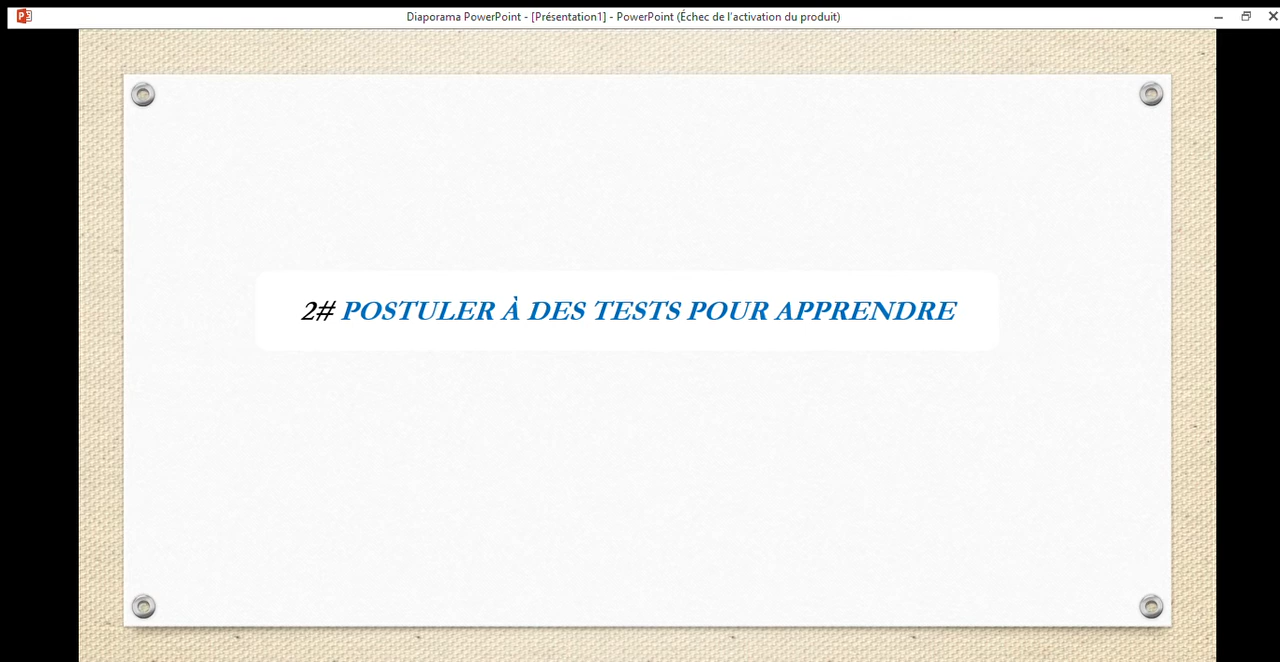 Diaporama PowerPoint - [Présentation1] - PowerPoint (Échec de l'activation du produit)
2# POSTULER À DES TESTS POUR APPRENDRE